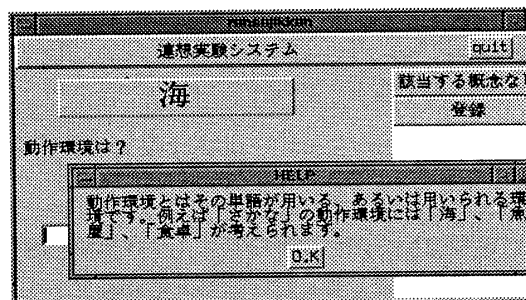 連想実験システム
quit
海
該当する概念な
登録
動作環境は?
HELP
動作環境とはその単語が用いる、あるいは用いられる環
境です。例えば「さかな」の動作環境には「海」、「魚
屋」、「食卓」が考えられます。
O.K